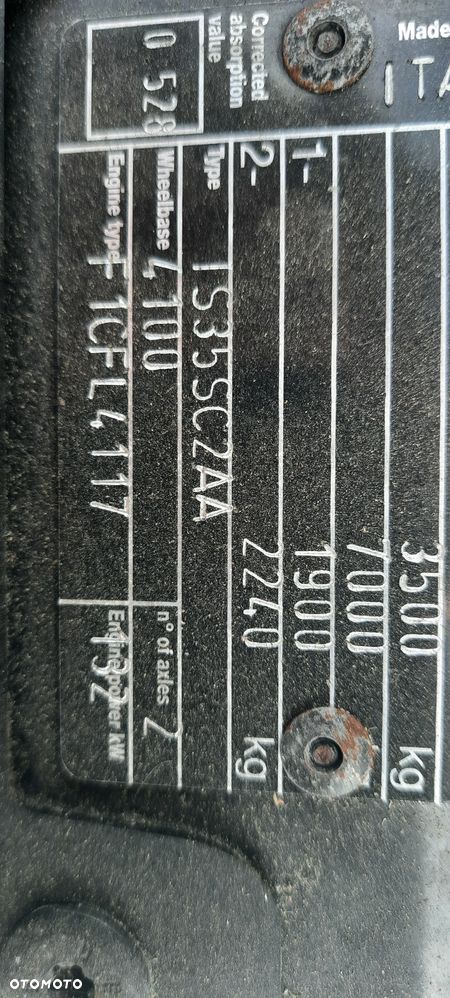 Made
ITA
3500 kg
7000
1- 1900
2- 2240 kg
Type IS35SC2AA
Wheelbase 4100 n° of axles 2
Engine type F1CFL4117 Engine power kW 132
Corrected absorption value 0 528
OTOMOTO